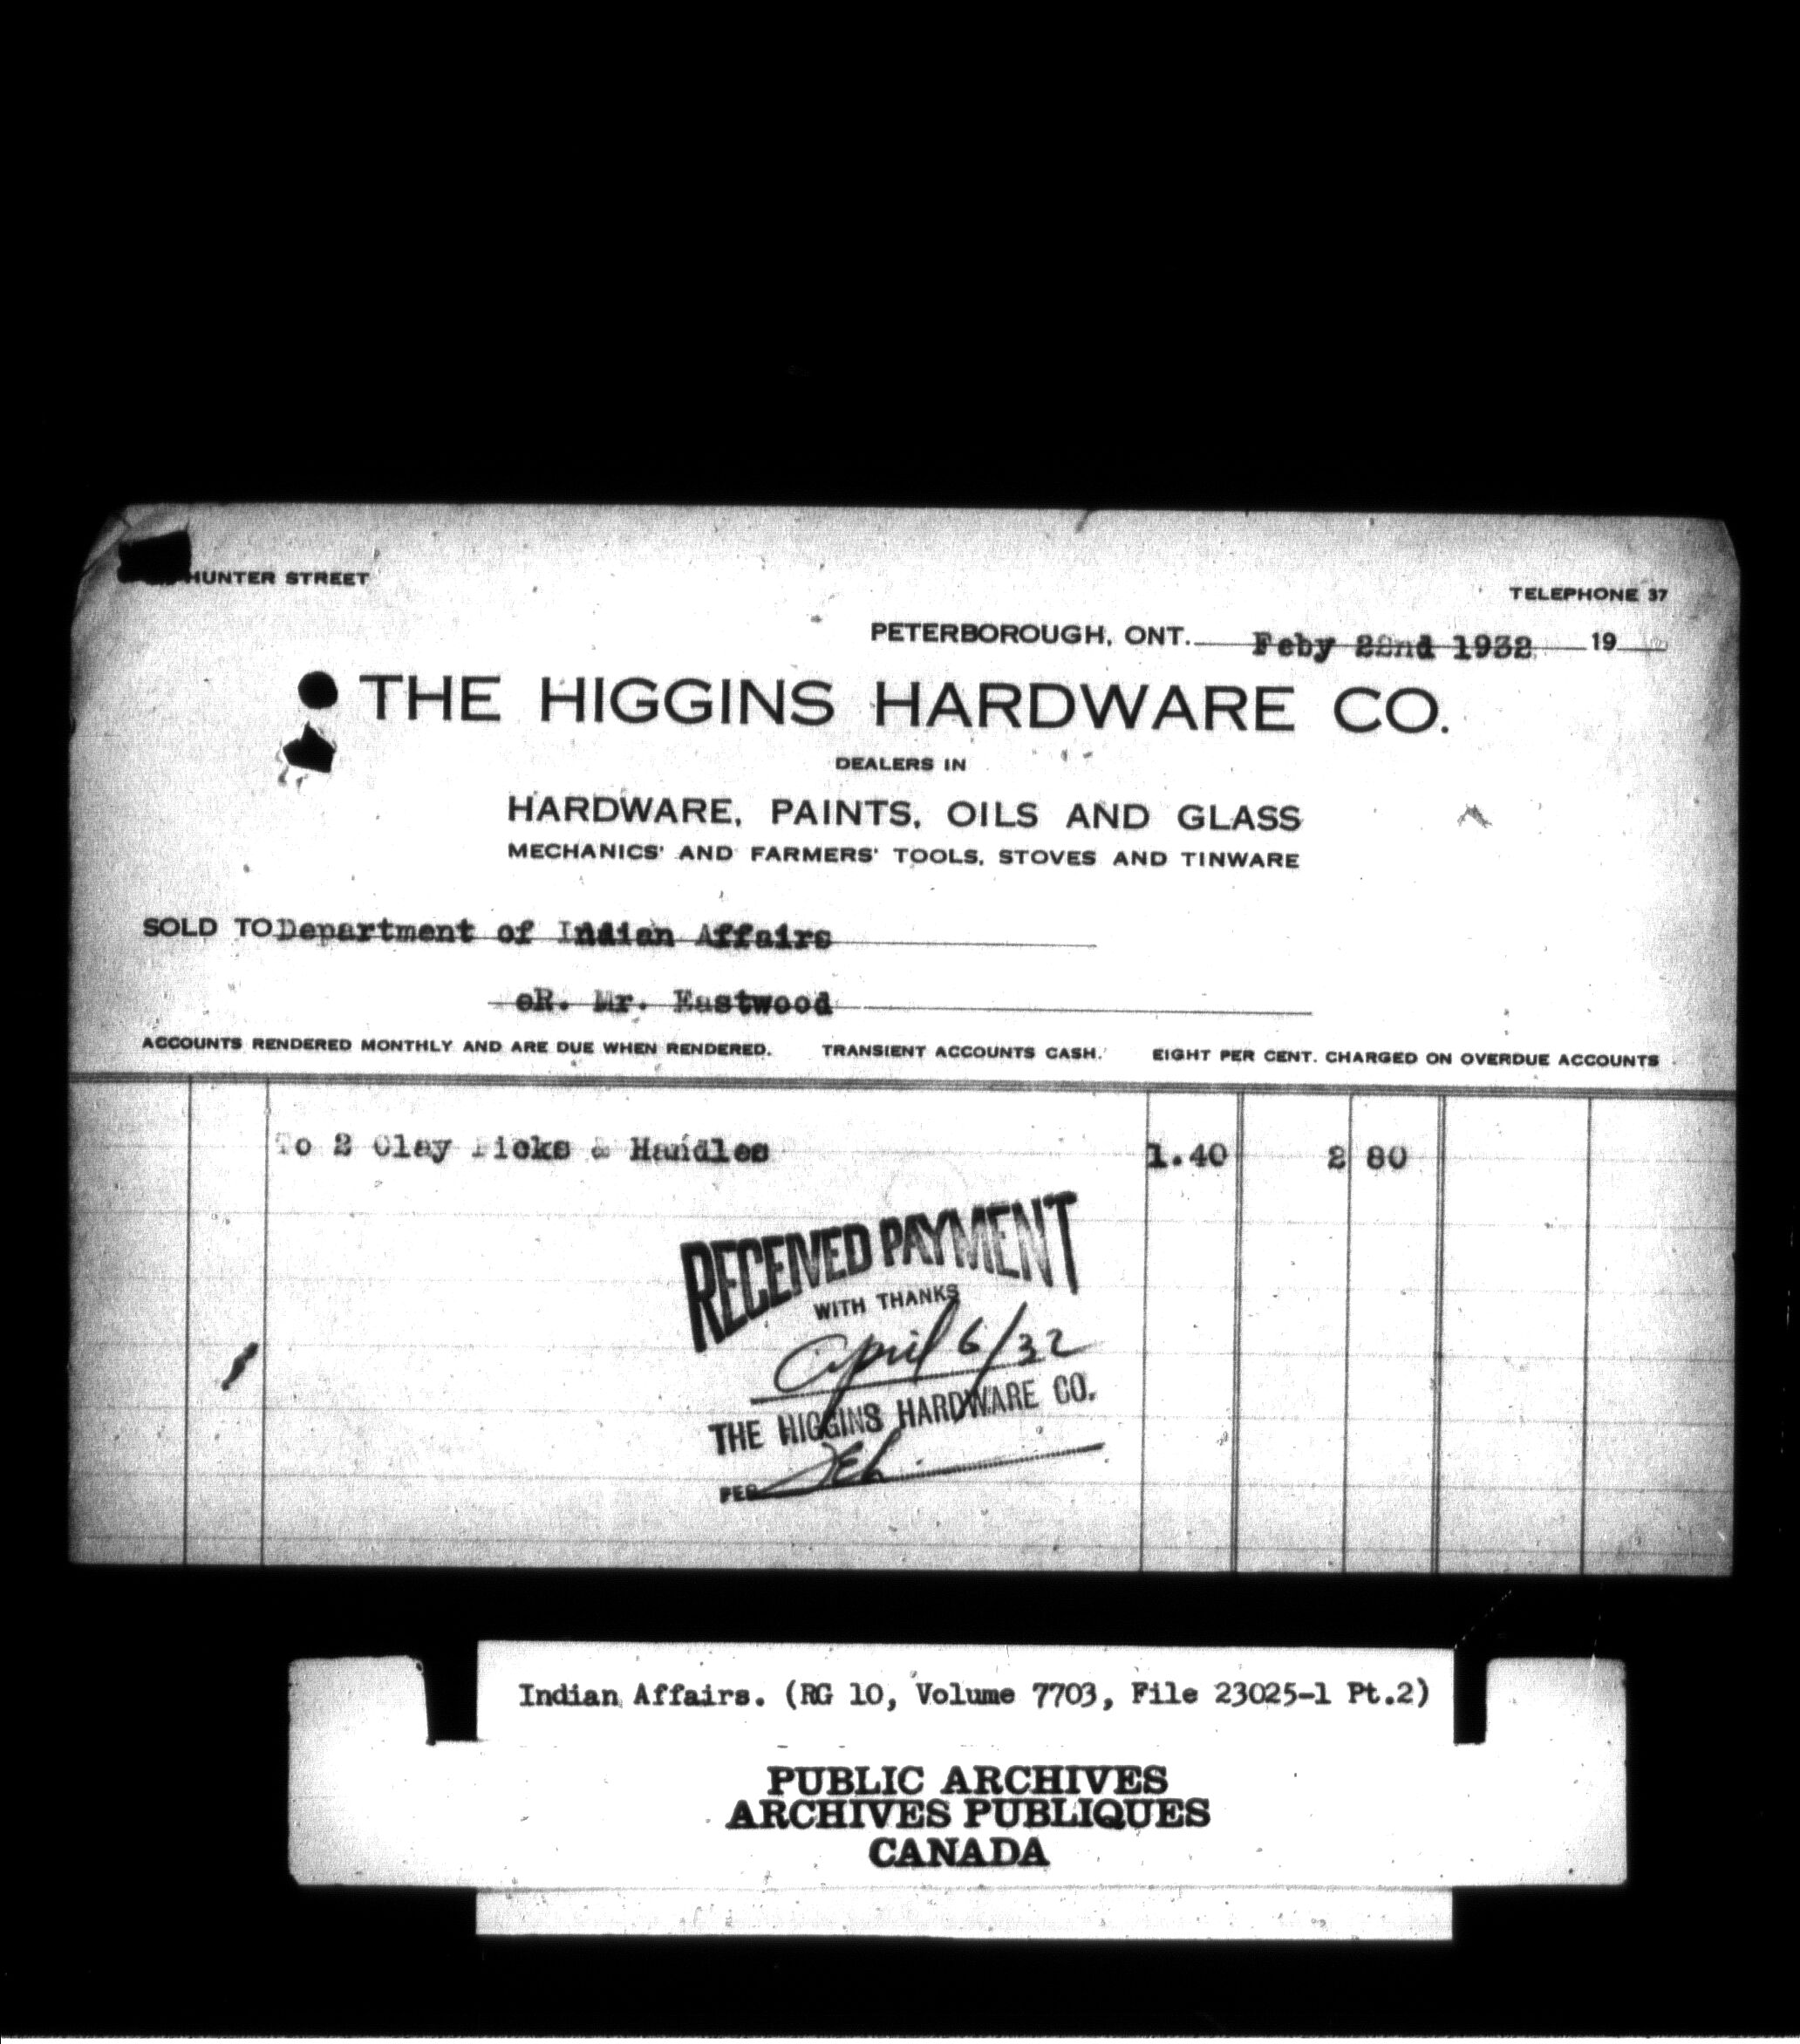 HUNTER STREET
TELEPHONE 37
PETERBOROUGH, ONT. Feby 22nd 1932 19
THE HIGGINS HARDWARE CO.
DEALERS IN
HARDWARE, PAINTS, OILS AND GLASS
MECHANICS' AND FARMERS' TOOLS, STOVES AND TINWARE
SOLD TO Department of Indian Affairs
eR. Mr. Eastwood
ACCOUNTS RENDERED MONTHLY AND ARE DUE WHEN RENDERED. TRANSIENT ACCOUNTS CASH. EIGHT PER CENT. CHARGED ON OVERDUE ACCOUNTS
To 2 Clay Picks & Handles 1.40 2 80
RECEIVED PAYMENT
WITH THANKS
April 6/32
THE HIGGINS HARDWARE CO.
PER
Indian Affairs. (RG 10, Volume 7703, File 23025-1 Pt.2)
PUBLIC ARCHIVES
ARCHIVES PUBLIQUES
CANADA